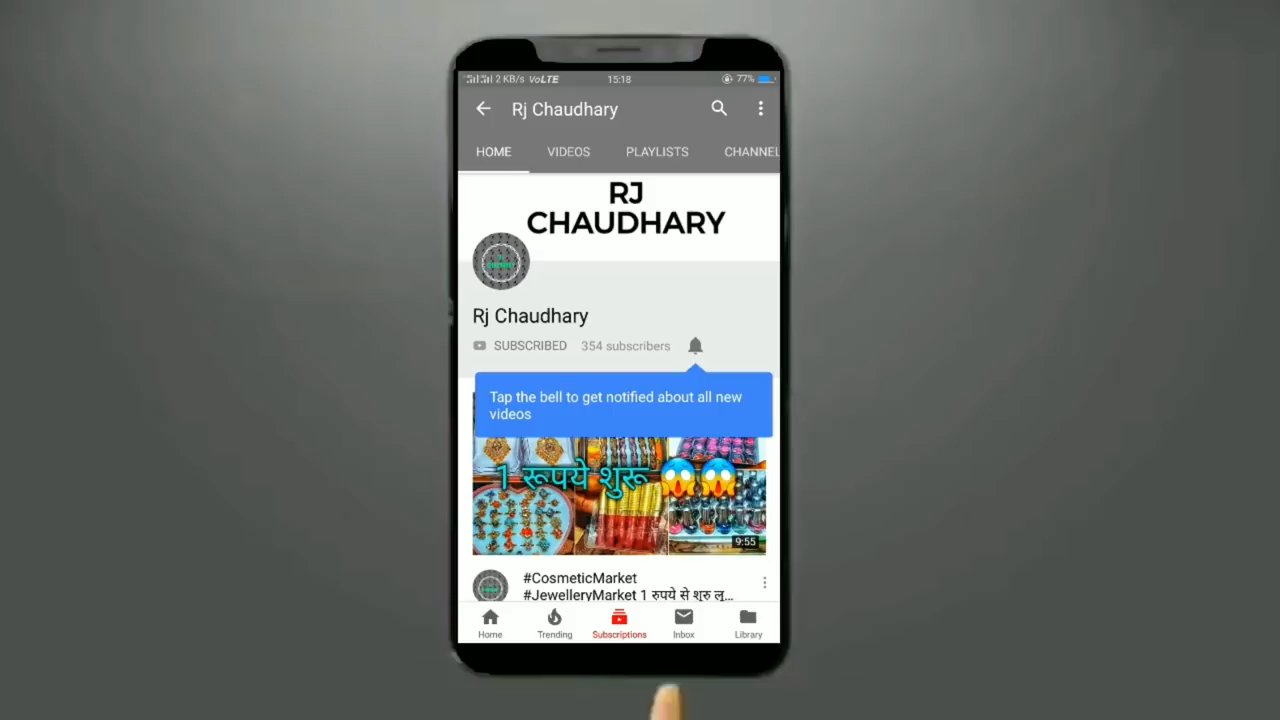 2 KB/s VoLTE 15:18 77%
Rj Chaudhary
HOME VIDEOS PLAYLISTS CHANNEL
RJ
CHAUDHARY
Rj Chaudhary
SUBSCRIBED 354 subscribers
Tap the bell to get notified about all new
videos
1 रूपये शुरू
9:55
#CosmeticMarket
#JewelleryMarket 1 रुपये से शुरु लू...
Home Trending Subscriptions Inbox Library